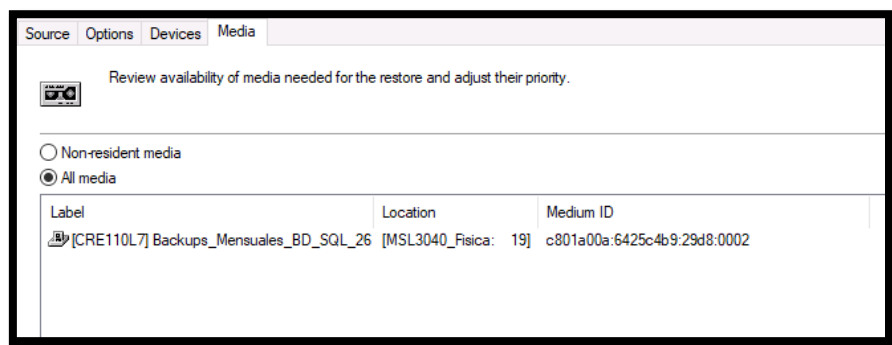 Source Options Devices Media
Review availability of media needed for the restore and adjust their priority.
Non-resident media
All media
Label Location Medium ID
[CRE110L7] Backups_Mensuales_BD_SQL_26 [MSL3040_Fisica: 19] c801a00a:6425c4b9:29d8:0002